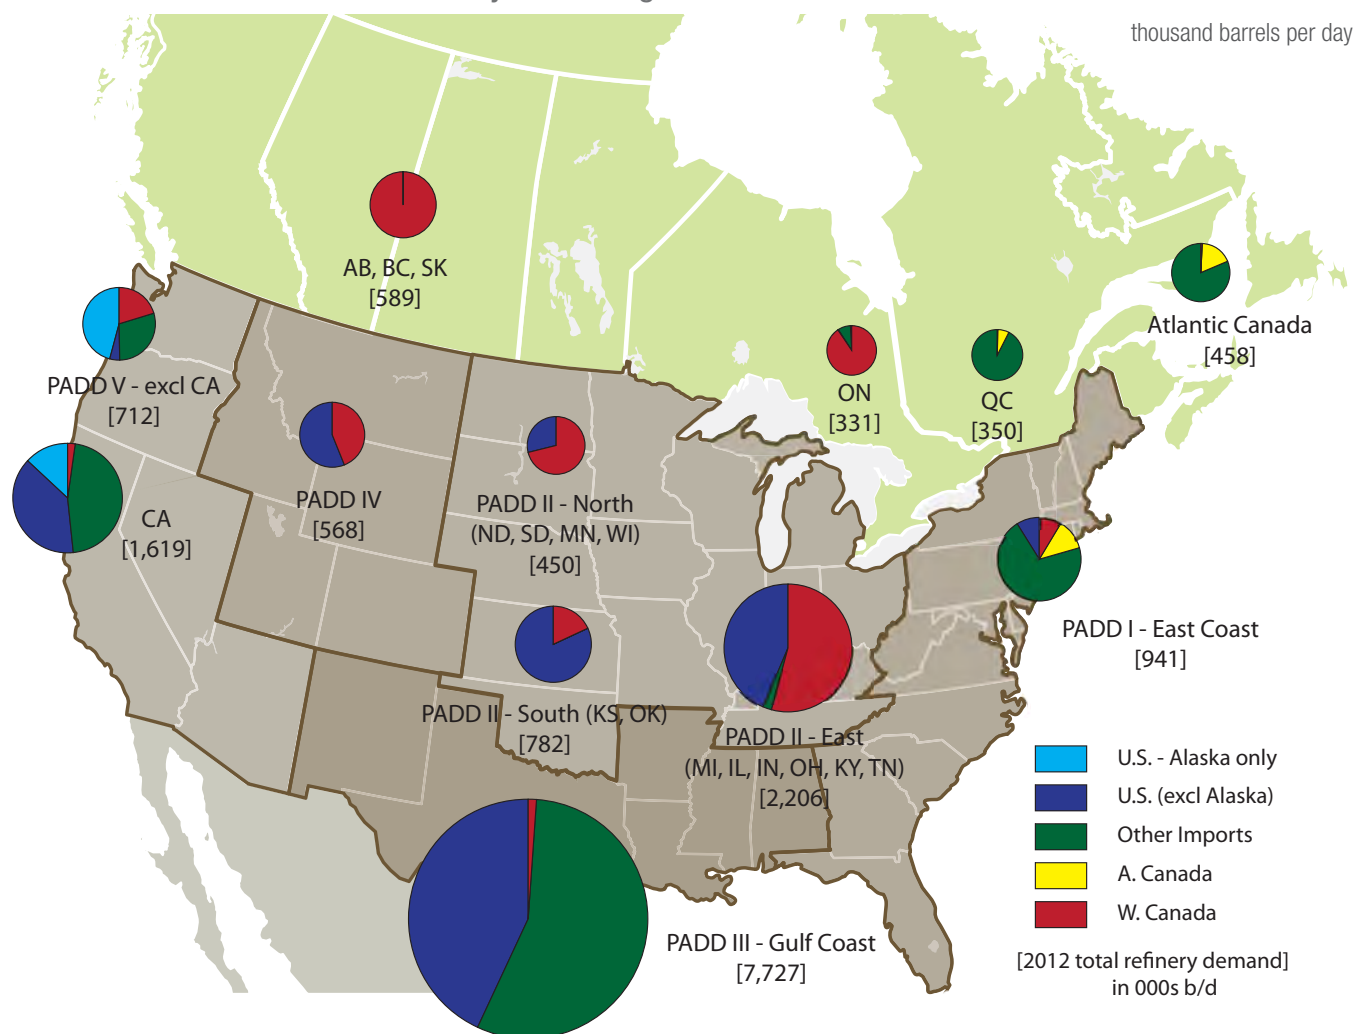 thousand barrels per day
AB, BC, SK
[589]
Atlantic Canada
[458]
PADD V - excl CA
[712]
ON
[331]
QC
[350]
PADD IV
[568]
PADD II - North
(ND, SD, MN, WI)
[450]
CA
[1,619]
PADD I - East Coast
[941]
PADD II - South (KS, OK)
[782]
PADD II - East
(MI, IL, IN, OH, KY, TN)
[2,206]
PADD III - Gulf Coast
[7,727]
U.S. - Alaska only
U.S. (excl Alaska)
Other Imports
A. Canada
W. Canada
[2012 total refinery demand]
in 000s b/d